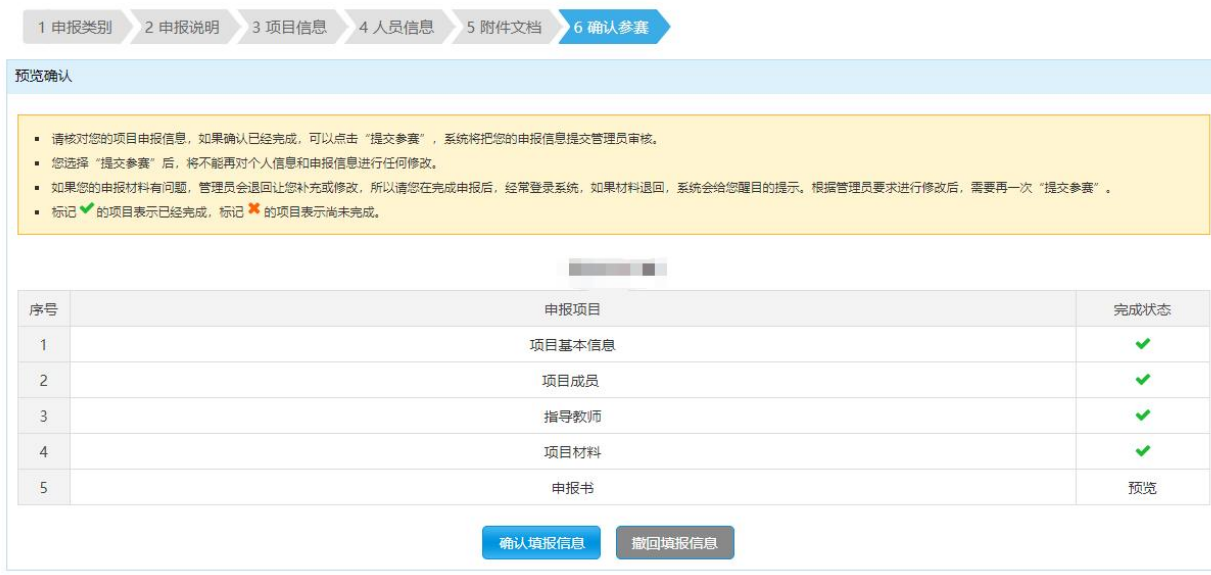 1 申报类别 2 申报说明 3 项目信息 4 人员信息 5 附件文档 6 确认参赛
预览确认
请核对您的项目申报信息，如果确认已经完成，可以点击“提交参赛”，系统将把您的申报信息提交管理员审核。
您选择“提交参赛”后，将不能再对个人信息和申报信息进行任何修改。
如果您的申报材料有问题，管理员会退回让您补充或修改，所以请您在完成申报后，经常登录系统，如果材料退回，系统会给您醒目的提示。根据管理员要求进行修改后，需要再一次“提交参赛”。
标记 ✔ 的项目表示已经完成，标记 ✖ 的项目表示尚未完成。
序号 申报项目 完成状态
1 项目基本信息 ✔
2 项目成员 ✔
3 指导教师 ✔
4 项目材料 ✔
5 申报书 预览
确认填报信息 撤回填报信息